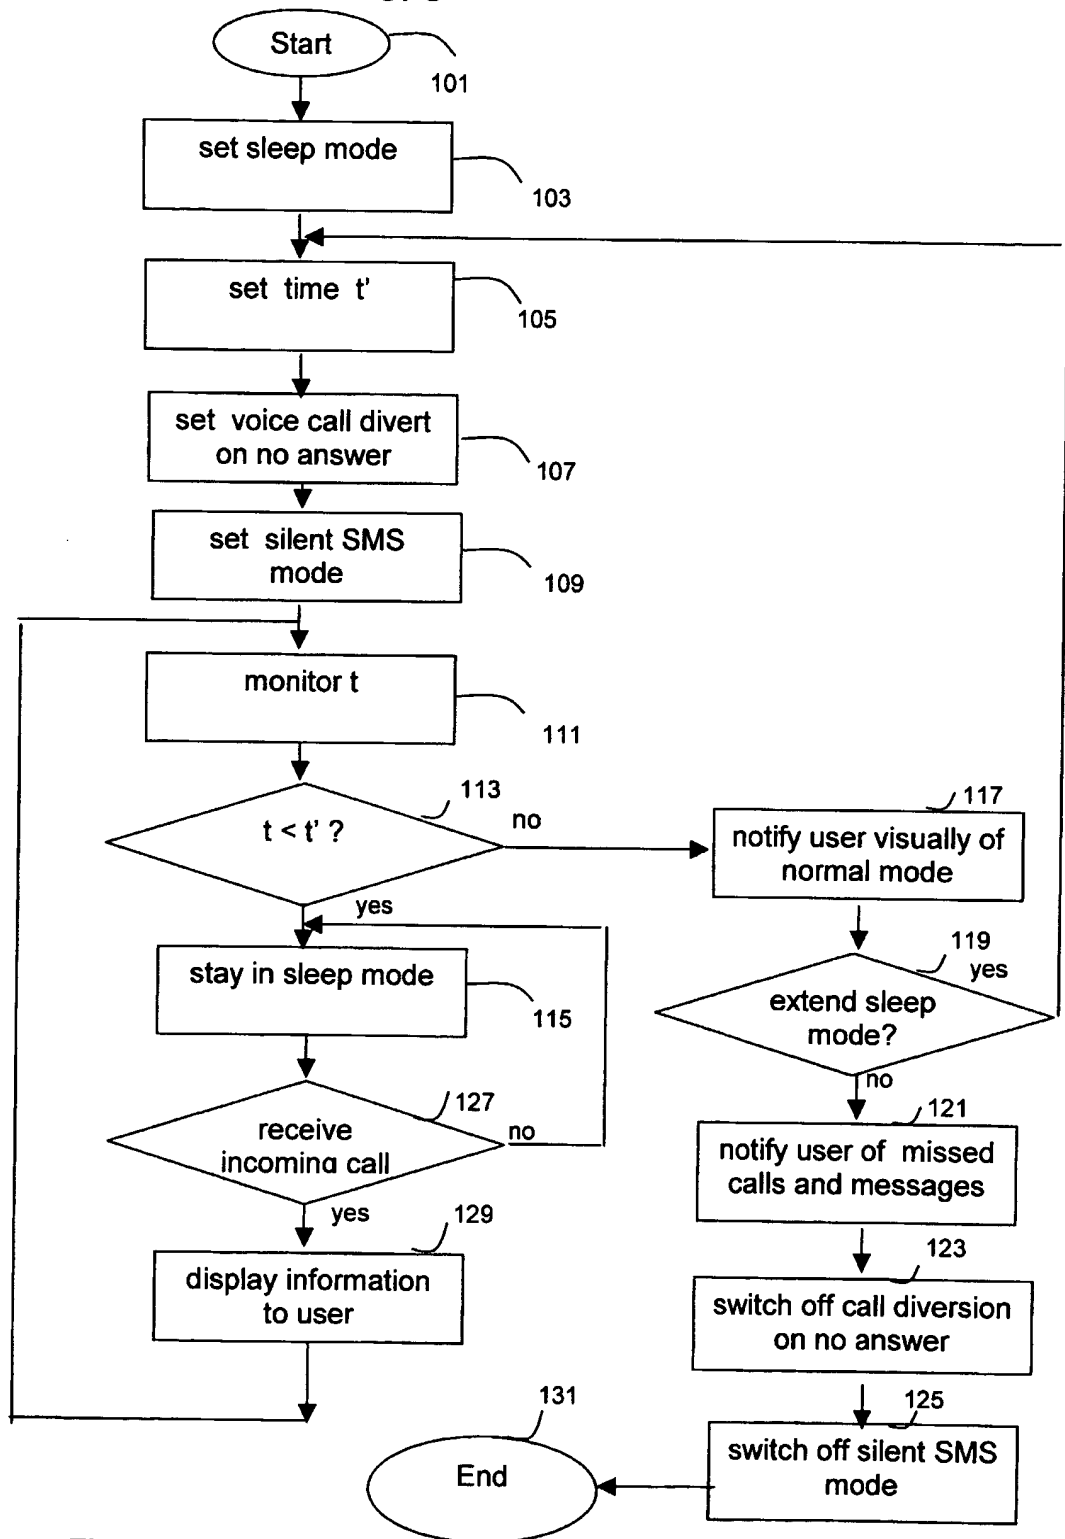 Start
101
set sleep mode
103
set time t'
105
set voice call divert
on no answer
107
set silent SMS
mode
109
monitor t
111
113
t < t' ?
no
yes
117
notify user visually of
normal mode
stay in sleep mode
115
119
yes
extend sleep
mode?
no
127
receive
incoming call
no
yes
121
notify user of missed
calls and messages
129
display information
to user
123
switch off call diversion
on no answer
125
switch off silent SMS
mode
131
End